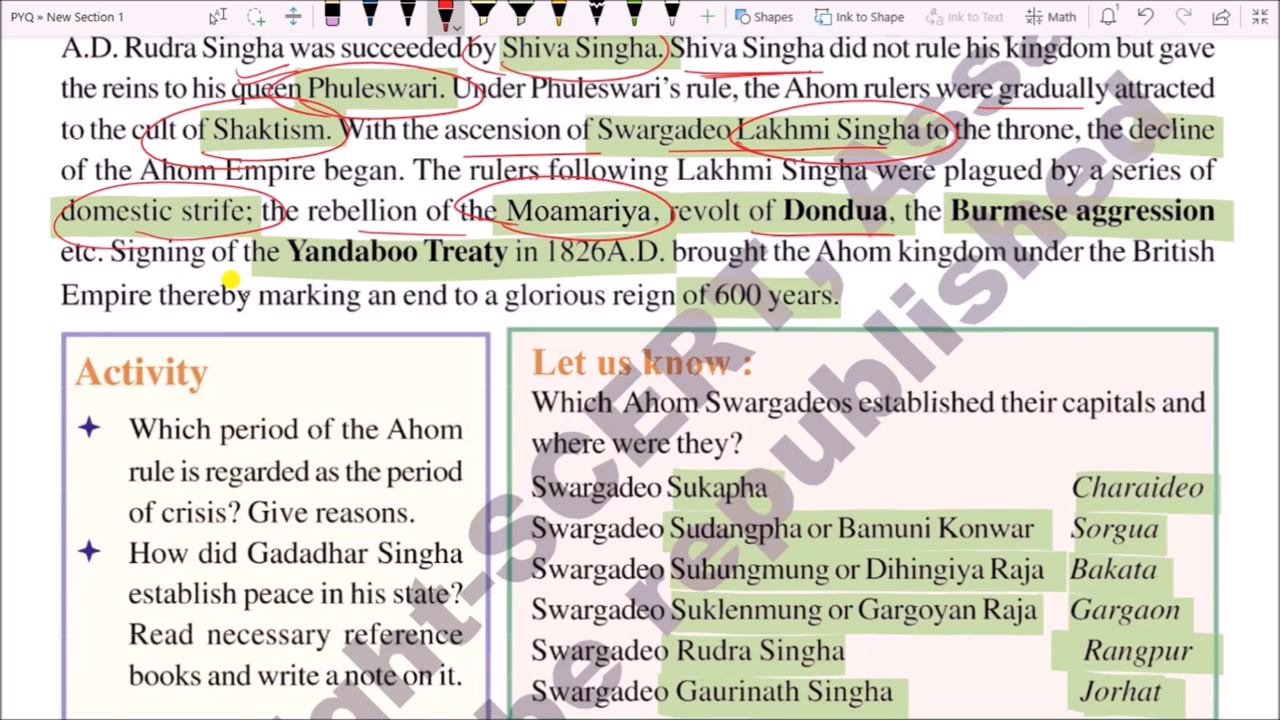 PYQ » New Section 1
Shapes
Ink to Shape
Ink to Text
Math
1
A.D. Rudra Singha was succeeded by Shiva Singha. Shiva Singha did not rule his kingdom but gave
the reins to his queen Phuleswari. Under Phuleswari's rule, the Ahom rulers were gradually attracted
to the cult of Shaktism. With the ascension of Swargadeo Lakhmi Singha to the throne, the decline
of the Ahom Empire began. The rulers following Lakhmi Singha were plagued by a series of
domestic strife; the rebellion of the Moamariya, revolt of Dondua, the Burmese aggression
etc. Signing of the Yandaboo Treaty in 1826A.D. brought the Ahom kingdom under the British
Empire thereby marking an end to a glorious reign of 600 years.
Activity
Which period of the Ahom
rule is regarded as the period
of crisis? Give reasons.
How did Gadadhar Singha
establish peace in his state?
Read necessary reference
books and write a note on it.
Let us know :
Which Ahom Swargadeos established their capitals and
where were they?
Swargadeo Sukapha Charaideo
Swargadeo Sudangpha or Bamuni Konwar Sorgua
Swargadeo Suhungmung or Dihingiya Raja Bakata
Swargadeo Suklenmung or Gargoyan Raja Gargaon
Swargadeo Rudra Singha Rangpur
Swargadeo Gaurinath Singha Jorhat